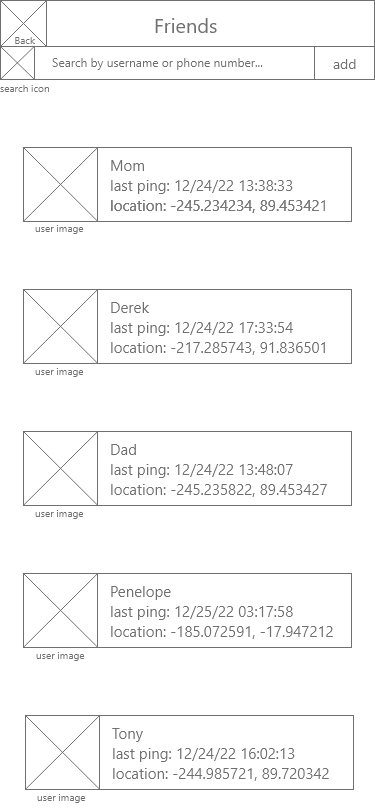 Friends
Back
Search by username or phone number...
add
search icon
Mom
last ping: 12/24/22 13:38:33
location: -245.234234, 89.453421
user image
Derek
last ping: 12/24/22 17:33:54
location: -217.285743, 91.836501
user image
Dad
last ping: 12/24/22 13:48:07
location: -245.235822, 89.453427
user image
Penelope
last ping: 12/25/22 03:17:58
location: -185.072591, -17.947212
user image
Tony
last ping: 12/24/22 16:02:13
location: -244.985721, 89.720342
user image